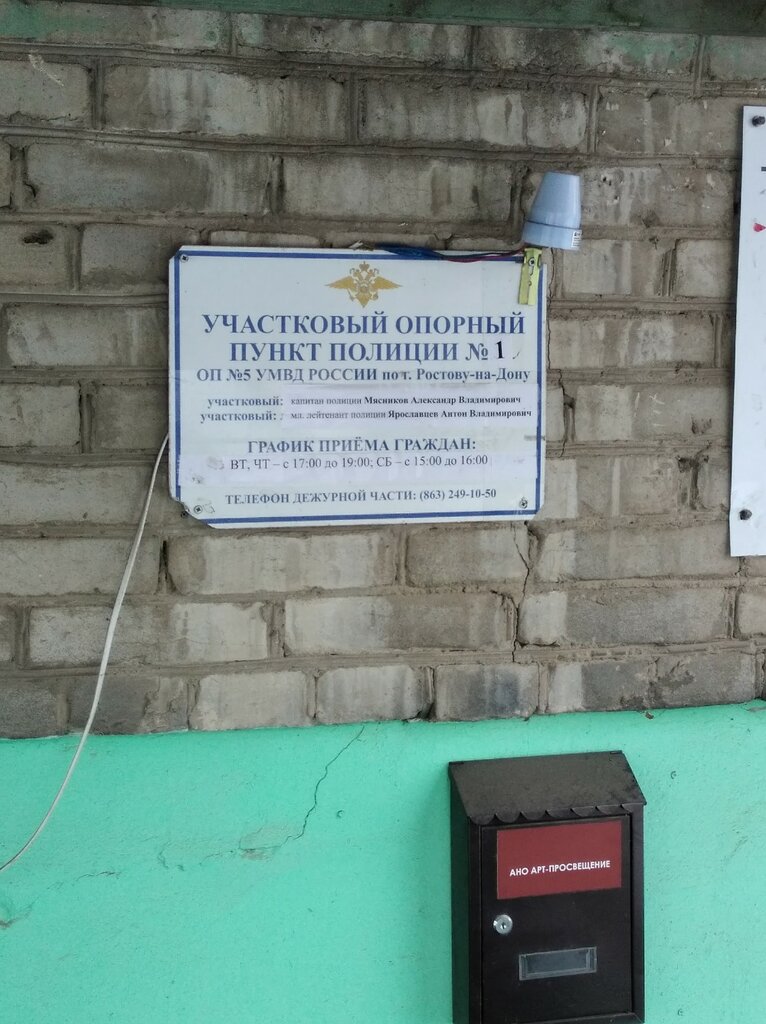 УЧАСТКОВЫЙ ОПОРНЫЙ
ПУНКТ ПОЛИЦИИ № 1
ОП №5 УМВД РОССИИ по г. Ростову-на-Дону
участковый: капитан полиции Мясников Александр Владимирович
участковый: мл. лейтенант полиции Ярославцев Антон Владимирович
ГРАФИК ПРИЁМА ГРАЖДАН:
ВТ, ЧТ – с 17:00 до 19:00; СБ – с 15:00 до 16:00
ТЕЛЕФОН ДЕЖУРНОЙ ЧАСТИ: (863) 249-10-50
АНО АРТ-ПРОСВЕЩЕНИЕ